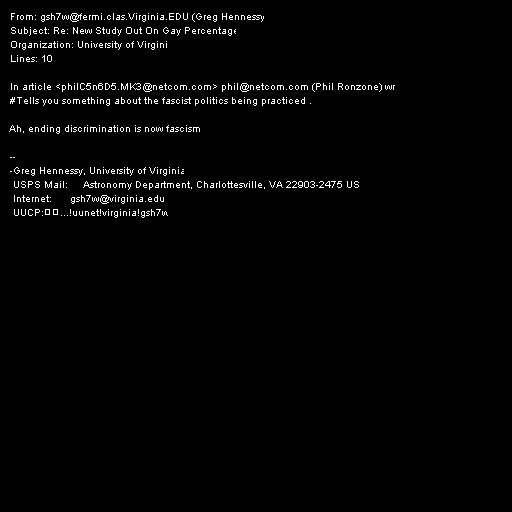 From: gsh7w@fermi.clas.Virginia.EDU (Greg Hennessy
Subject: Re: New Study Out On Gay Percentage
Organization: University of Virgini
Lines: 10

In article <philC5n6D5.MK3@netcom.com> phil@netcom.com (Phil Ronzone) wr
#Tells you something about the fascist politics being practiced .

Ah, ending discrimination is now fascism

--
-Greg Hennessy, University of Virginia
USPS Mail: Astronomy Department, Charlottesville, VA 22903-2475 US
Internet: gsh7w@virginia.edu
UUCP: ...!uunet!virginia!gsh7w